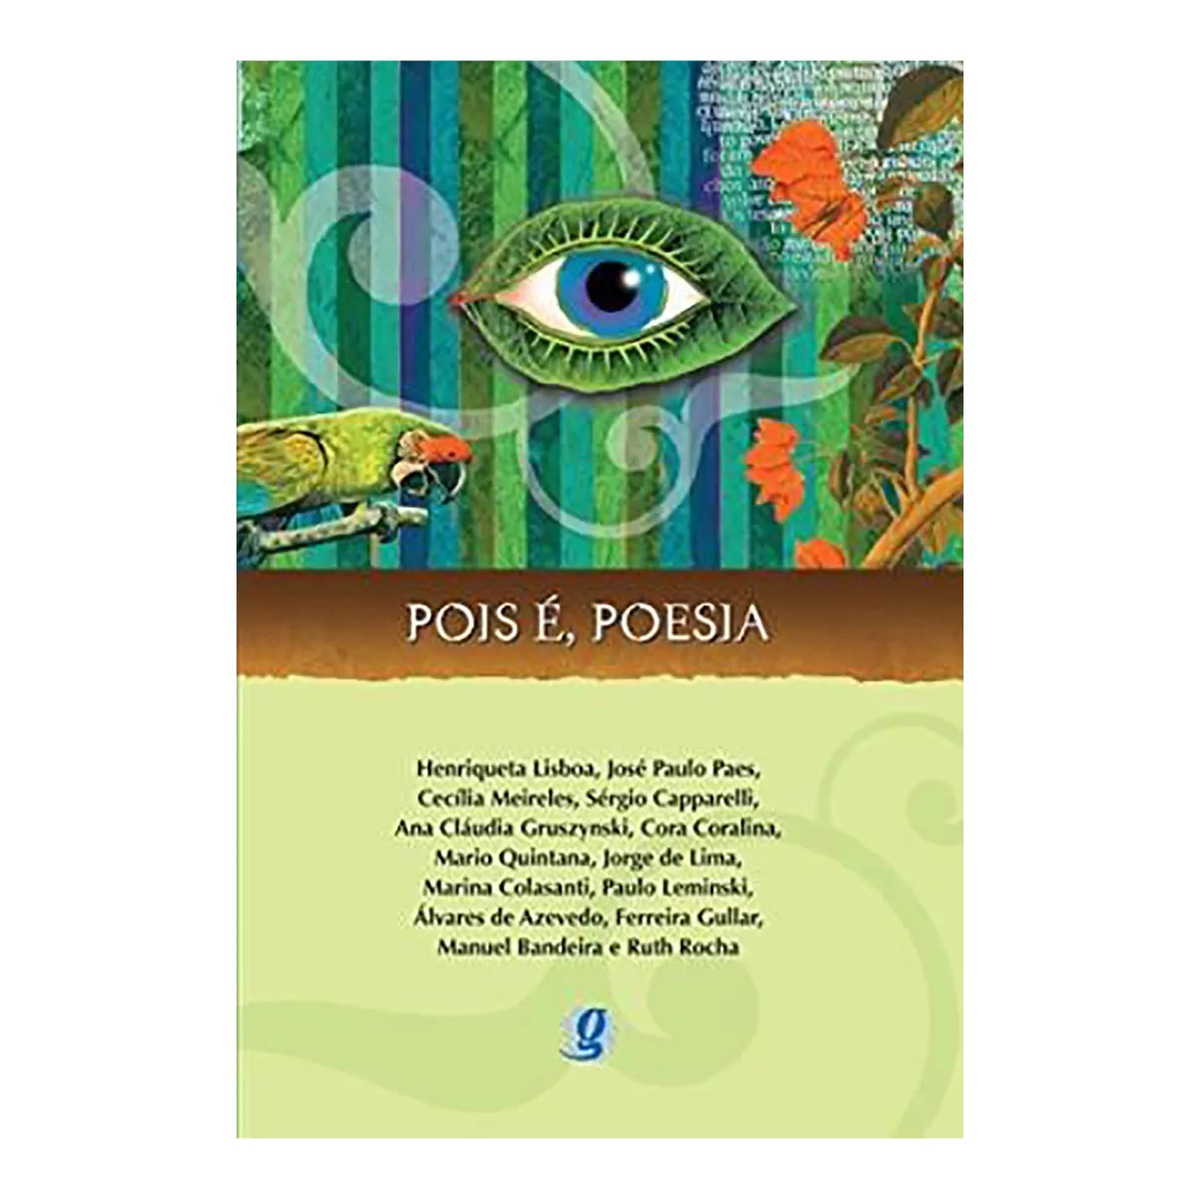 POIS É, POESIA
Henriqueta Lisboa, José Paulo Paes,
Cecília Meireles, Sérgio Capparelli,
Ana Cláudia Gruszynski, Cora Coralina,
Mario Quintana, Jorge de Lima,
Marina Colasanti, Paulo Leminski,
Álvares de Azevedo, Ferreira Gullar,
Manuel Bandeira e Ruth Rocha
g